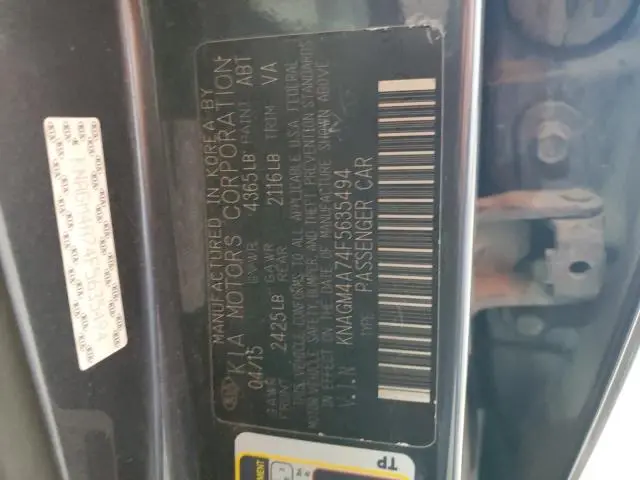 MANUFACTURED IN KOREA BY
KIA MOTORS CORPORATION
04/15 GVWR 4365LB PAINT ABT
GAWR FRONT 2425LB GAWR REAR 2116LB TRIM VA
THIS VEHICLE CONFORMS TO ALL APPLICABLE U.S.A FEDERAL
MOTOR VEHICLE SAFETY, BUMPER, AND THEFT PREVENTION STANDARDS
IN EFFECT ON THE DATE OF MANUFACTURE SHOWN ABOVE
V.I.N KNAGM4A74F5635494
TYPE PASSENGER CAR
TP